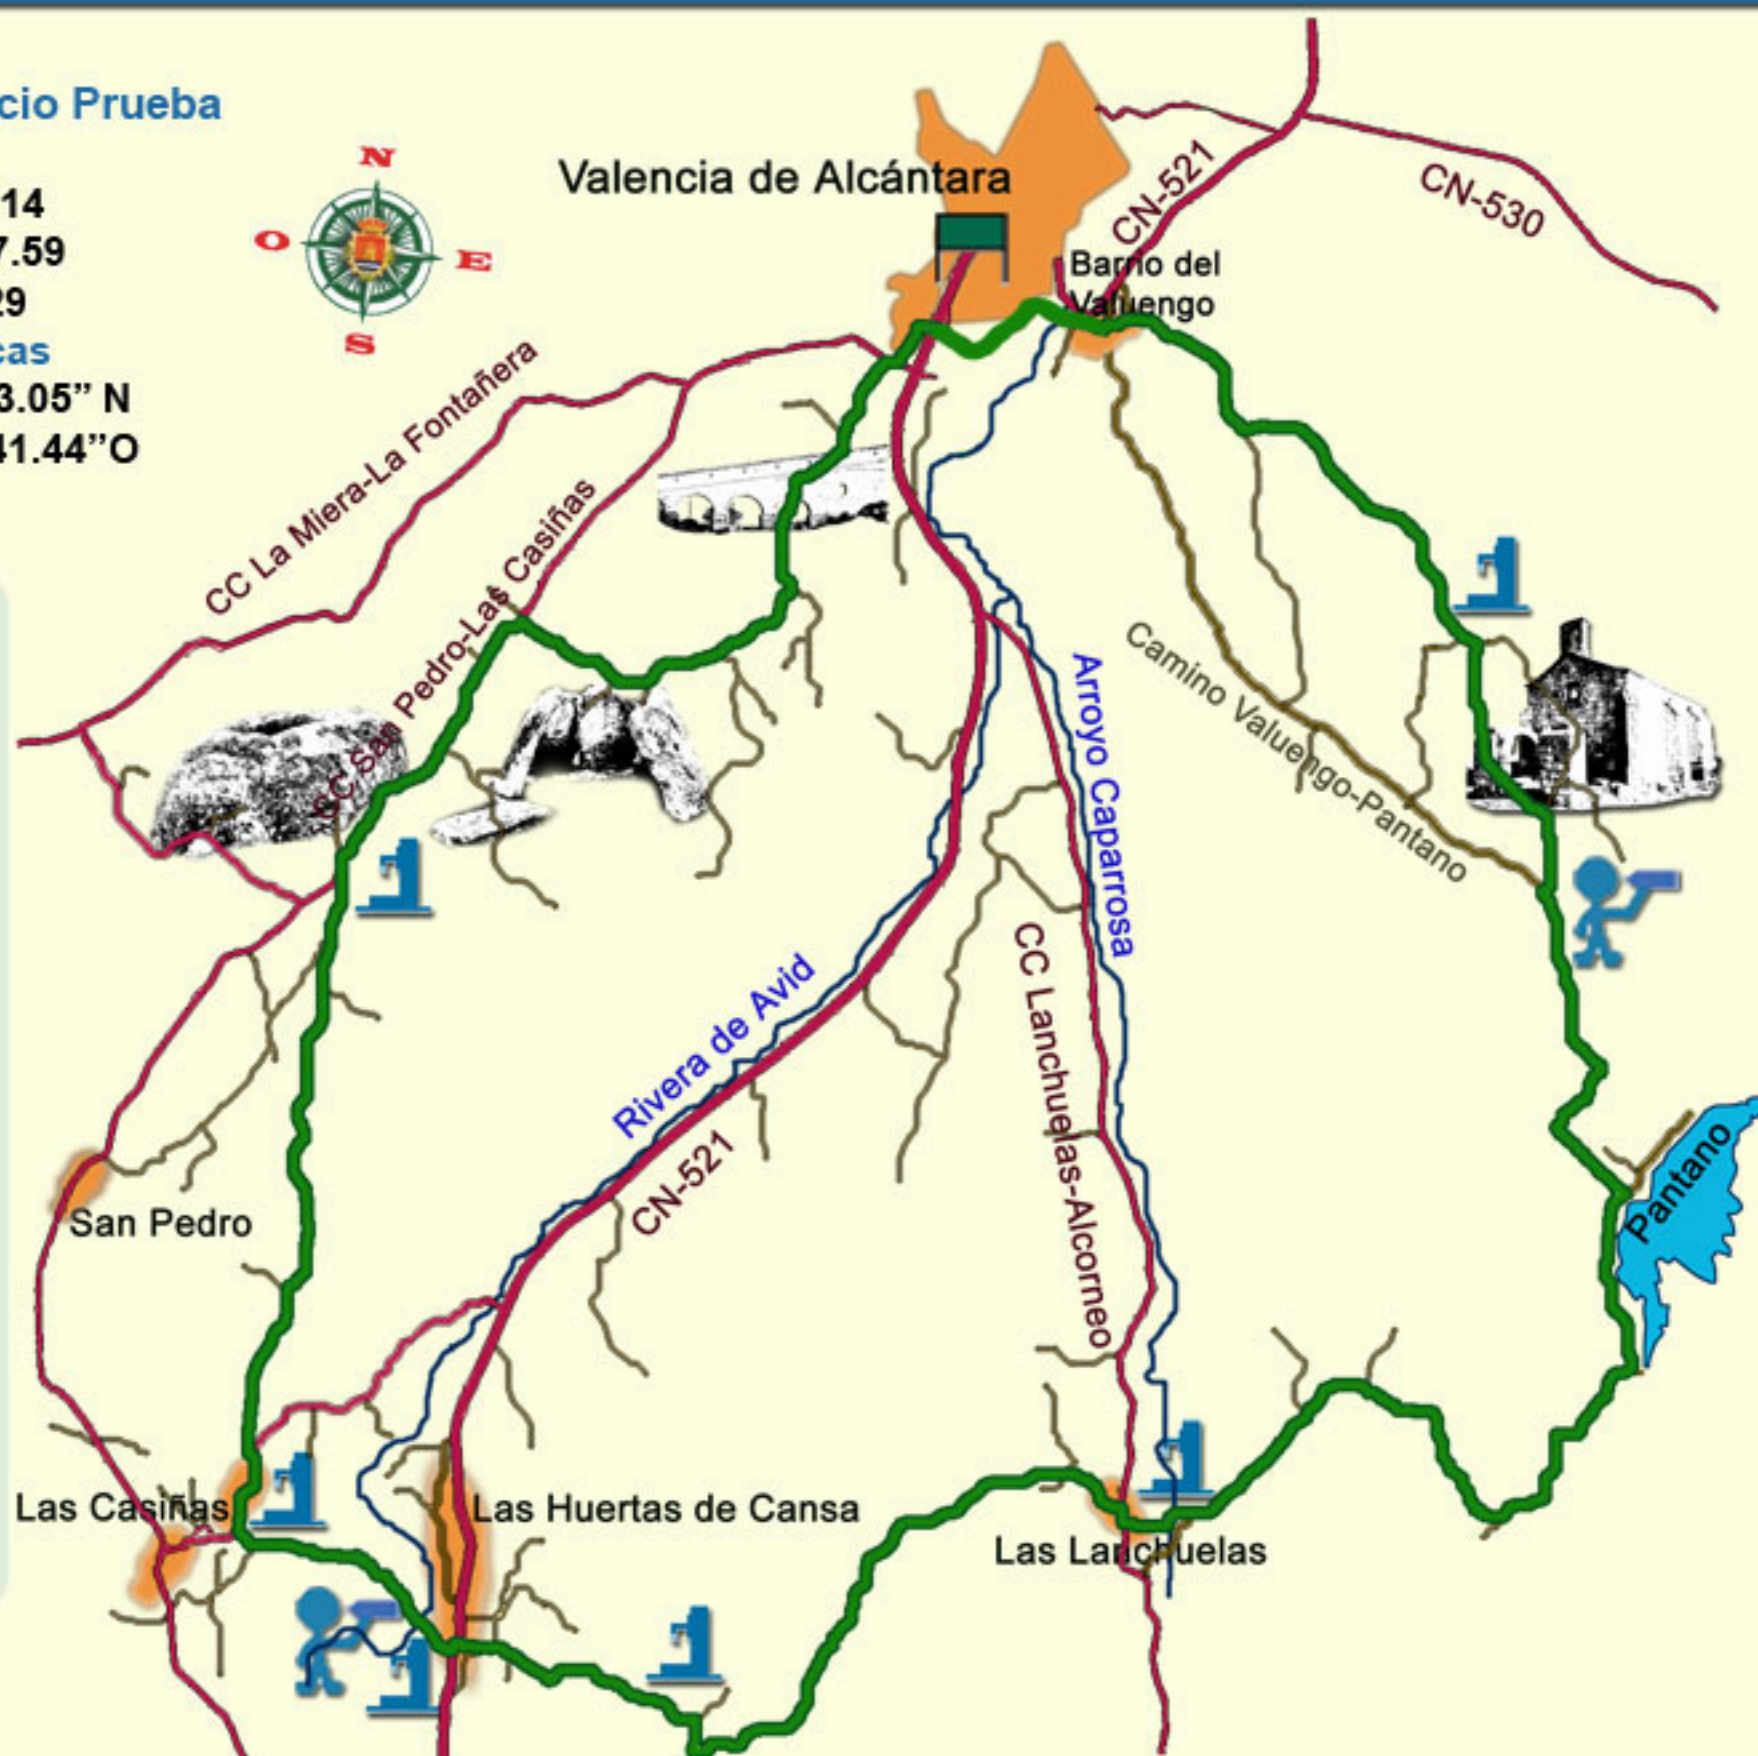 cio Prueba
14
7.59
29
cas
3.05” N
41.44”O
N
O
E
S
Valencia de Alcántara
CN-521
CN-530
Barrio del
Valuengo
CC La Miera-La Fontañera
CC San Pedro-Las Casiñas
Camino Valuengo-Pantano
Arroyo Caparrosa
CC Lanchuelas-Alcorneo
Rivera de Avid
CN-521
Pantano
San Pedro
Las Casiñas
Las Huertas de Cansa
Las Lanchuelas